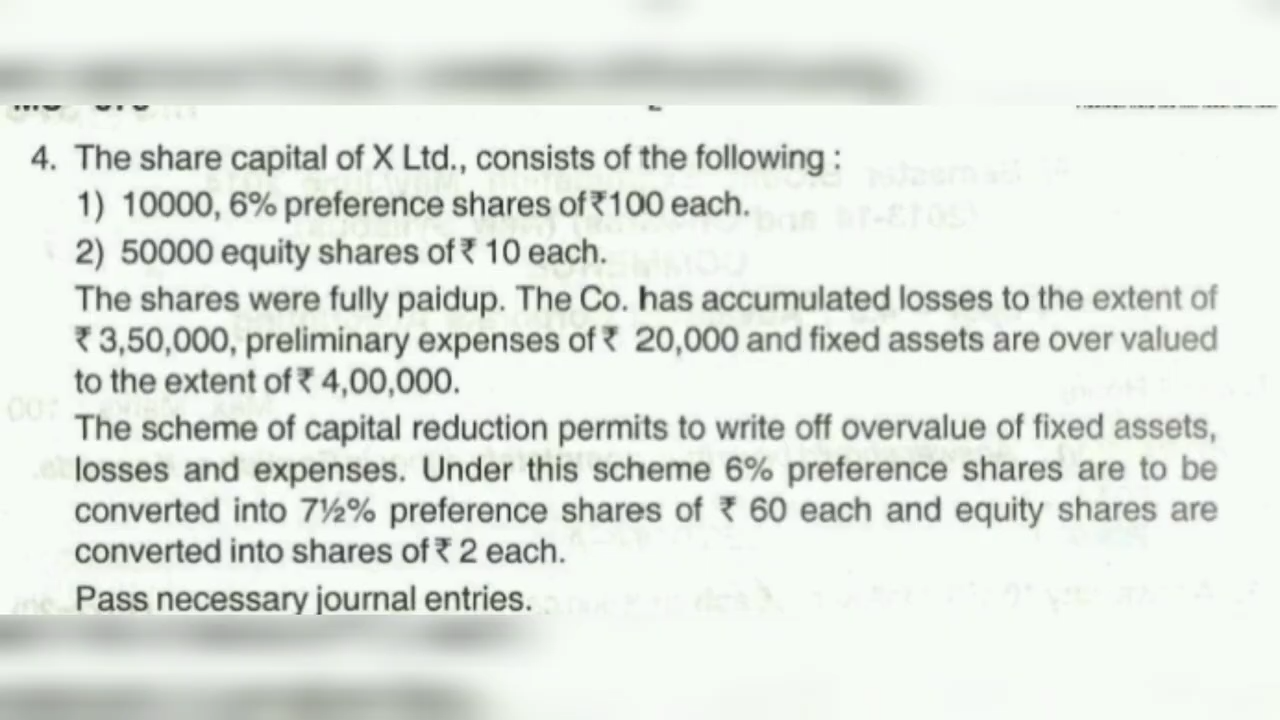 4. The share capital of X Ltd., consists of the following :
1) 10000, 6% preference shares of ₹100 each.
2) 50000 equity shares of ₹ 10 each.
The shares were fully paidup. The Co. has accumulated losses to the extent of
₹ 3,50,000, preliminary expenses of ₹ 20,000 and fixed assets are over valued
to the extent of ₹ 4,00,000.
The scheme of capital reduction permits to write off overvalue of fixed assets,
losses and expenses. Under this scheme 6% preference shares are to be
converted into 7½% preference shares of ₹ 60 each and equity shares are
converted into shares of ₹ 2 each.
Pass necessary journal entries.